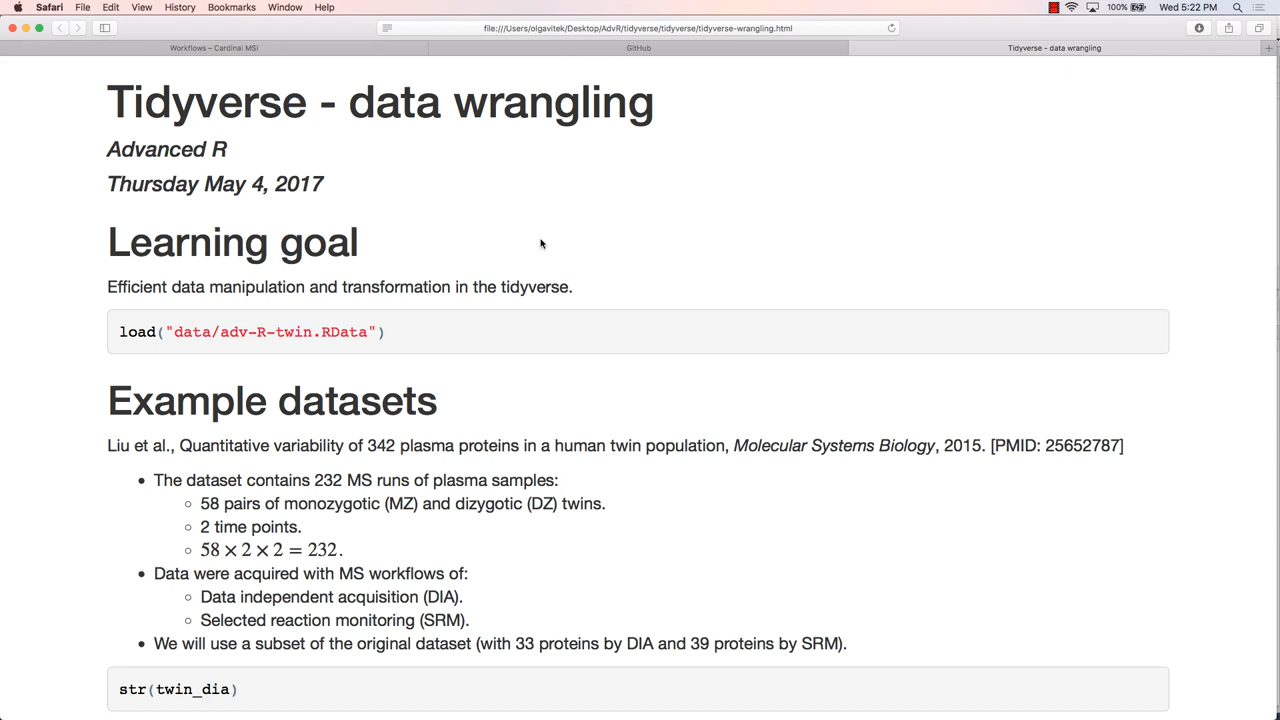 Safari File Edit View History Bookmarks Window Help 100% Wed 5:22 PM
file:///Users/olgavitek/Desktop/AdvR/tidyverse/tidyverse/tidyverse-wrangling.html
Workflows – Cardinal MSI GitHub Tidyverse - data wrangling
Tidyverse - data wrangling
Advanced R
Thursday May 4, 2017
Learning goal
Efficient data manipulation and transformation in the tidyverse.
load("data/adv-R-twin.RData")
Example datasets
Liu et al., Quantitative variability of 342 plasma proteins in a human twin population, Molecular Systems Biology, 2015. [PMID: 25652787]
• The dataset contains 232 MS runs of plasma samples:
◦ 58 pairs of monozygotic (MZ) and dizygotic (DZ) twins.
◦ 2 time points.
◦ 58 × 2 × 2 = 232.
• Data were acquired with MS workflows of:
◦ Data independent acquisition (DIA).
◦ Selected reaction monitoring (SRM).
• We will use a subset of the original dataset (with 33 proteins by DIA and 39 proteins by SRM).
str(twin_dia)